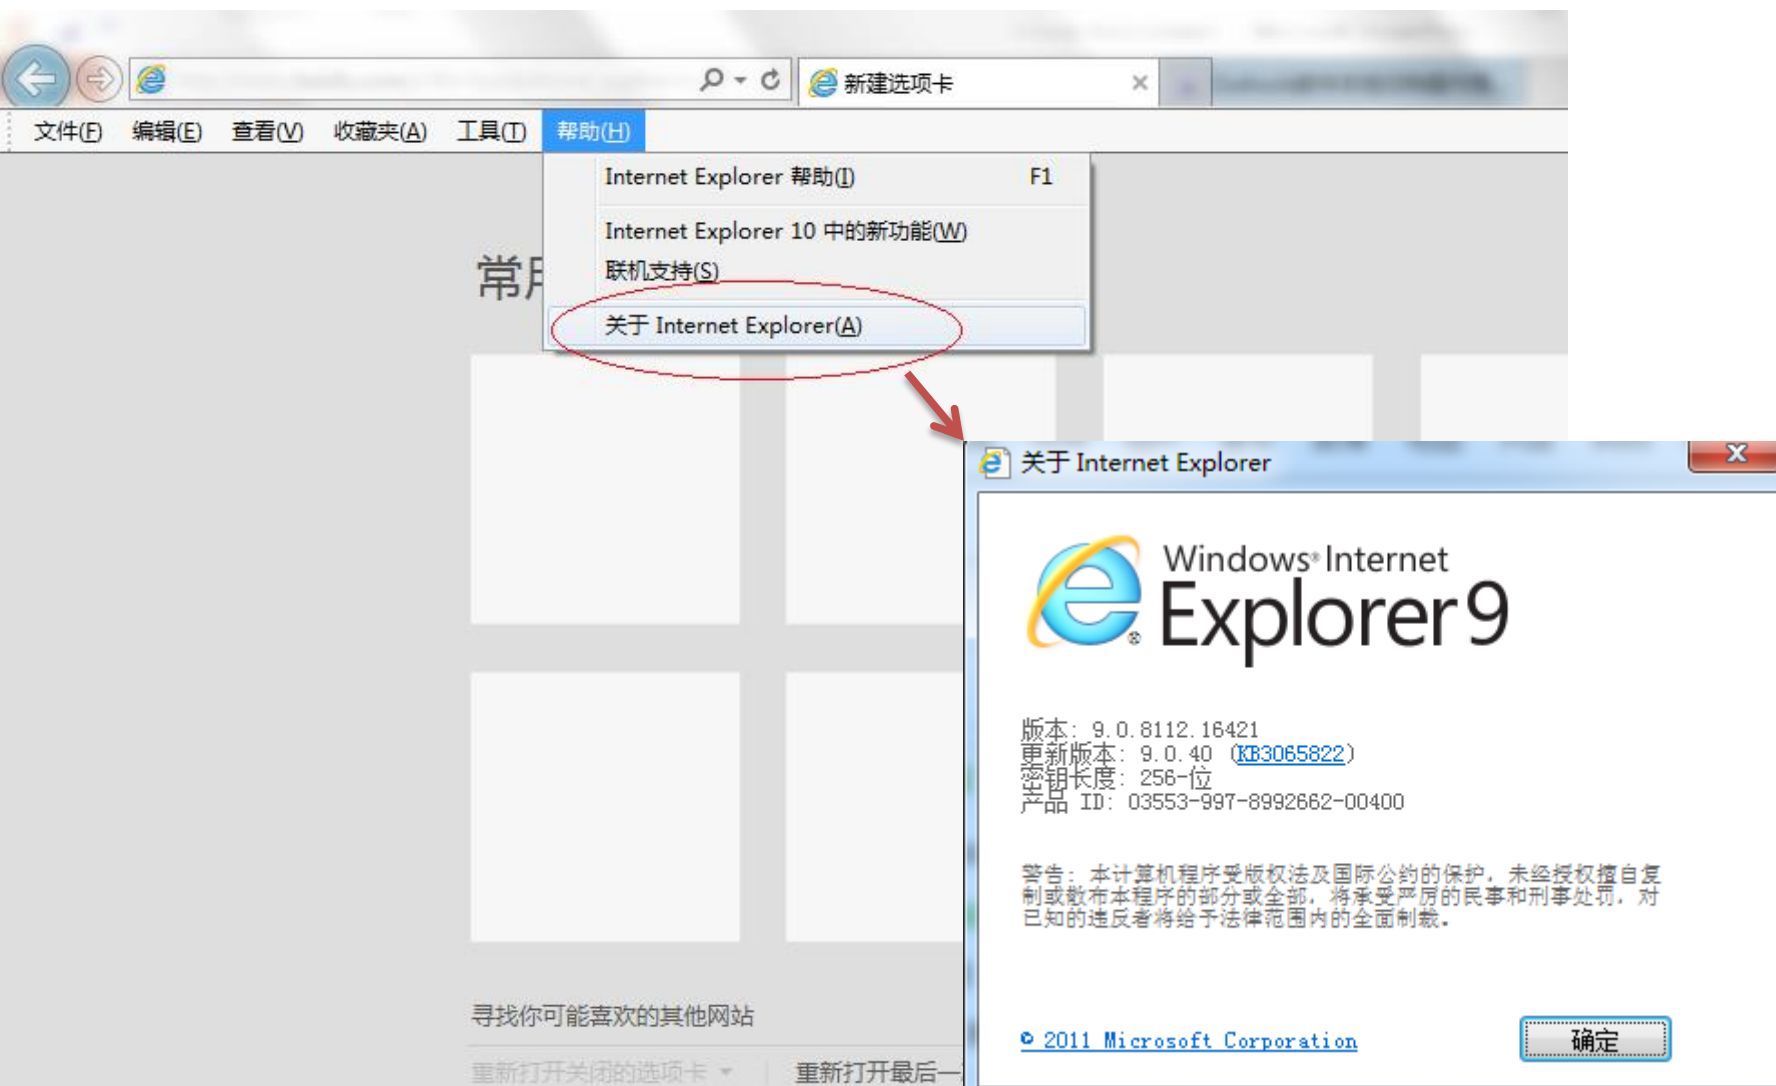 新建选项卡
文件(F) 编辑(E) 查看(V) 收藏夹(A) 工具(T) 帮助(H)
Internet Explorer 帮助(I) F1
Internet Explorer 10 中的新功能(W)
联机支持(S)
关于 Internet Explorer(A)
常
关于 Internet Explorer
Windows® Internet
Explorer 9
版本: 9.0.8112.16421
更新版本: 9.0.40 (KB3065822)
密钥长度: 256-位
产品 ID: 03553-997-8992662-00400
警告: 本计算机程序受版权法及国际公约的保护，未经授权擅自复
制或散布本程序的部分或全部，将承受严厉的民事和刑事处罚，对
已知的违反者将给予法律范围内的全面制裁。
© 2011 Microsoft Corporation
确定
寻找你可能喜欢的其他网站
重新打开关闭的选项卡
重新打开最后一